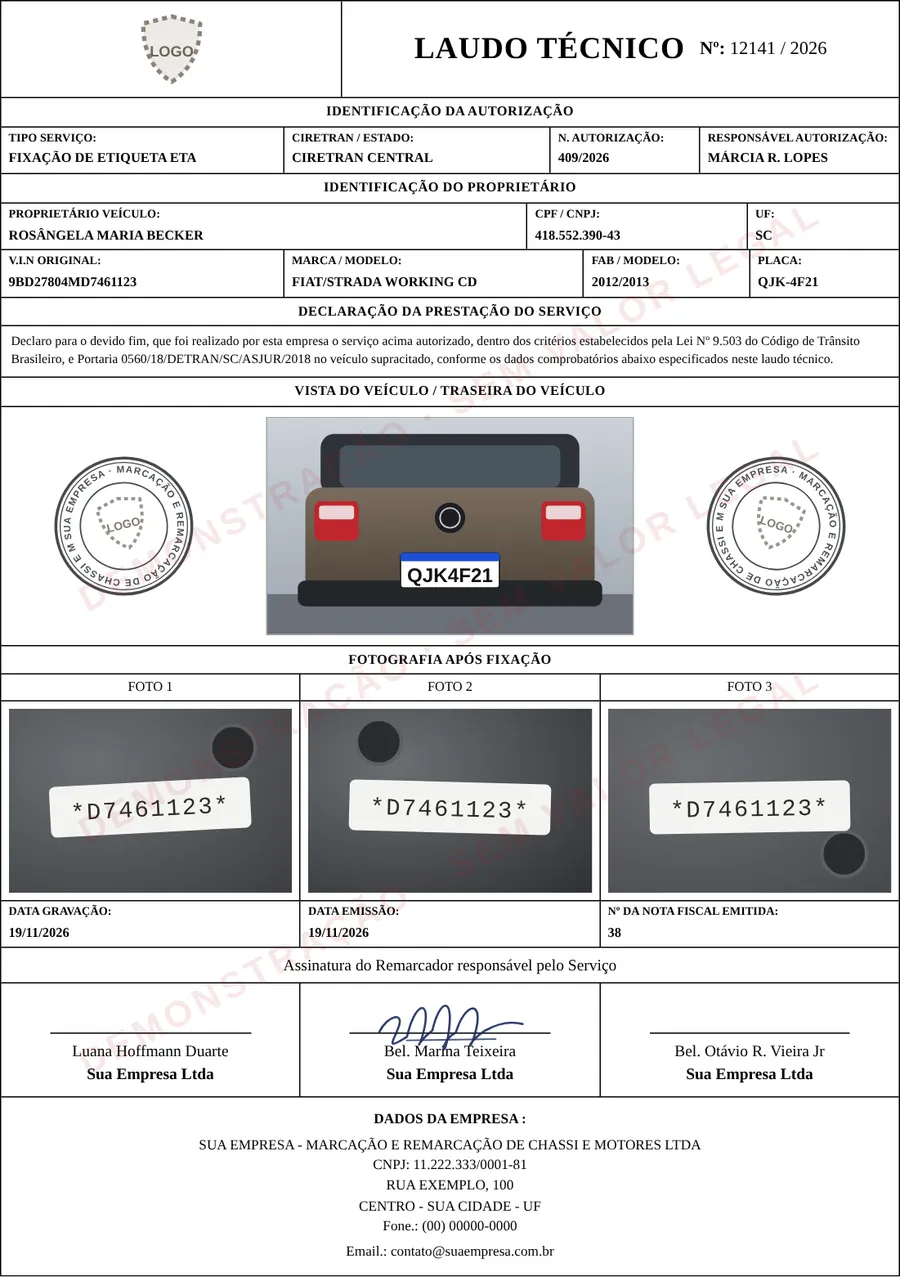 LOGO
LAUDO TÉCNICO Nº: 12141 / 2026
IDENTIFICAÇÃO DA AUTORIZAÇÃO
TIPO SERVIÇO:
FIXAÇÃO DE ETIQUETA ETA
CIRETRAN / ESTADO:
CIRETRAN CENTRAL
N. AUTORIZAÇÃO:
409/2026
RESPONSÁVEL AUTORIZAÇÃO:
MÁRCIA R. LOPES
IDENTIFICAÇÃO DO PROPRIETÁRIO
PROPRIETÁRIO VEÍCULO:
ROSÂNGELA MARIA BECKER
CPF / CNPJ:
418.552.390-43
UF:
SC
V.I.N ORIGINAL:
9BD27804MD7461123
MARCA / MODELO:
FIAT/STRADA WORKING CD
FAB / MODELO:
2012/2013
PLACA:
QJK-4F21
DECLARAÇÃO DA PRESTAÇÃO DO SERVIÇO
Declaro para o devido fim, que foi realizado por esta empresa o serviço acima autorizado, dentro dos critérios estabelecidos pela Lei Nº 9.503 do Código de Trânsito
Brasileiro, e Portaria 0560/18/DETRAN/SC/ASJUR/2018 no veículo supracitado, conforme os dados comprobatórios abaixo especificados neste laudo técnico.
VISTA DO VEÍCULO / TRASEIRA DO VEÍCULO
SUA EMPRESA · MARCAÇÃO E REMARCAÇÃO DE CHASSI E M
LOGO
QJK4F21
SUA EMPRESA · MARCAÇÃO E REMARCAÇÃO DE CHASSI E M
LOGO
DEMONSTRAÇÃO · SEM VALOR LEGAL
DEMONSTRAÇÃO · SEM VALOR LEGAL
DEMONSTRAÇÃO · SEM VALOR LEGAL
FOTOGRAFIA APÓS FIXAÇÃO
FOTO 1
FOTO 2
FOTO 3
*D7461123*
*D7461123*
*D7461123*
DATA GRAVAÇÃO:
19/11/2026
DATA EMISSÃO:
19/11/2026
Nº DA NOTA FISCAL EMITIDA:
38
Assinatura do Remarcador responsável pelo Serviço
Luana Hoffmann Duarte
Sua Empresa Ltda
Bel. Marina Teixeira
Sua Empresa Ltda
Bel. Otávio R. Vieira Jr
Sua Empresa Ltda
DADOS DA EMPRESA :
SUA EMPRESA - MARCAÇÃO E REMARCAÇÃO DE CHASSI E MOTORES LTDA
CNPJ: 11.222.333/0001-81
RUA EXEMPLO, 100
CENTRO - SUA CIDADE - UF
Fone.: (00) 00000-0000
Email.: contato@suaempresa.com.br